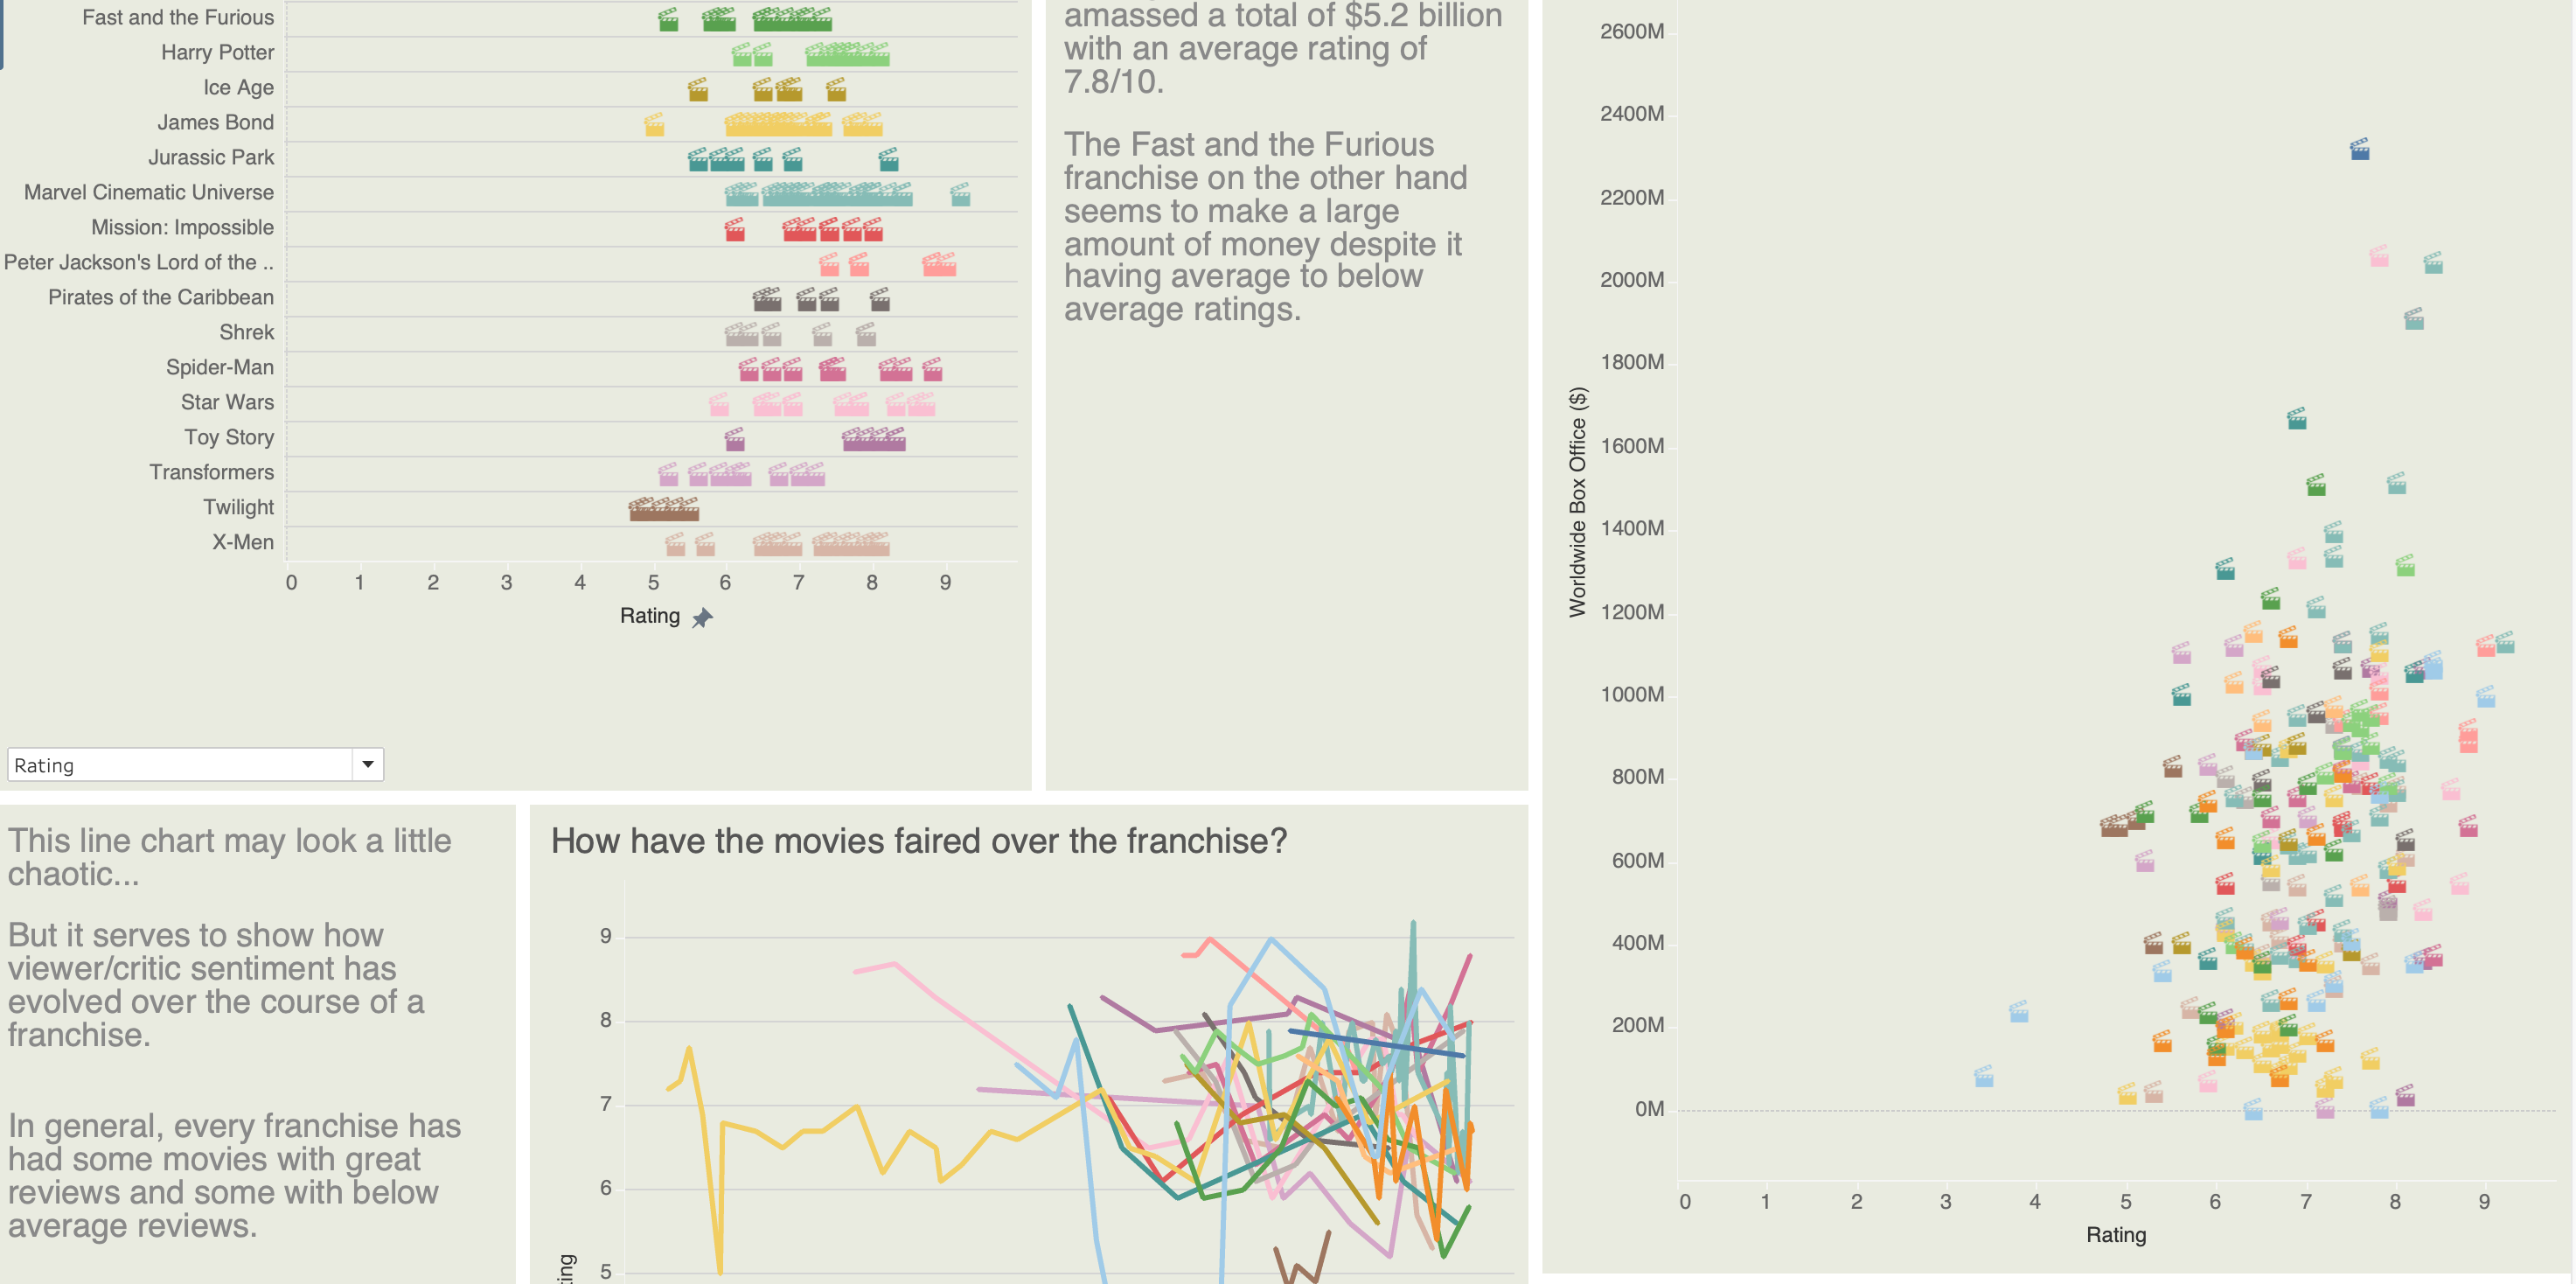 Fast and the Furious
Harry Potter
Ice Age
James Bond
Jurassic Park
Marvel Cinematic Universe
Mission: Impossible
Peter Jackson's Lord of the ..
Pirates of the Caribbean
Shrek
Spider-Man
Star Wars
Toy Story
Transformers
Twilight
X-Men
0 1 2 3 4 5 6 7 8 9
Rating
Rating
amassed a total of $5.2 billion
with an average rating of
7.8/10.
The Fast and the Furious
franchise on the other hand
seems to make a large
amount of money despite it
having average to below
average ratings.
2600M
2400M
2200M
2000M
1800M
1600M
1400M
1200M
1000M
800M
600M
400M
200M
0M
Worldwide Box Office ($)
0 1 2 3 4 5 6 7 8 9
Rating
This line chart may look a little
chaotic...
But it serves to show how
viewer/critic sentiment has
evolved over the course of a
franchise.
In general, every franchise has
had some movies with great
reviews and some with below
average reviews.
How have the movies faired over the franchise?
9
8
7
6
5